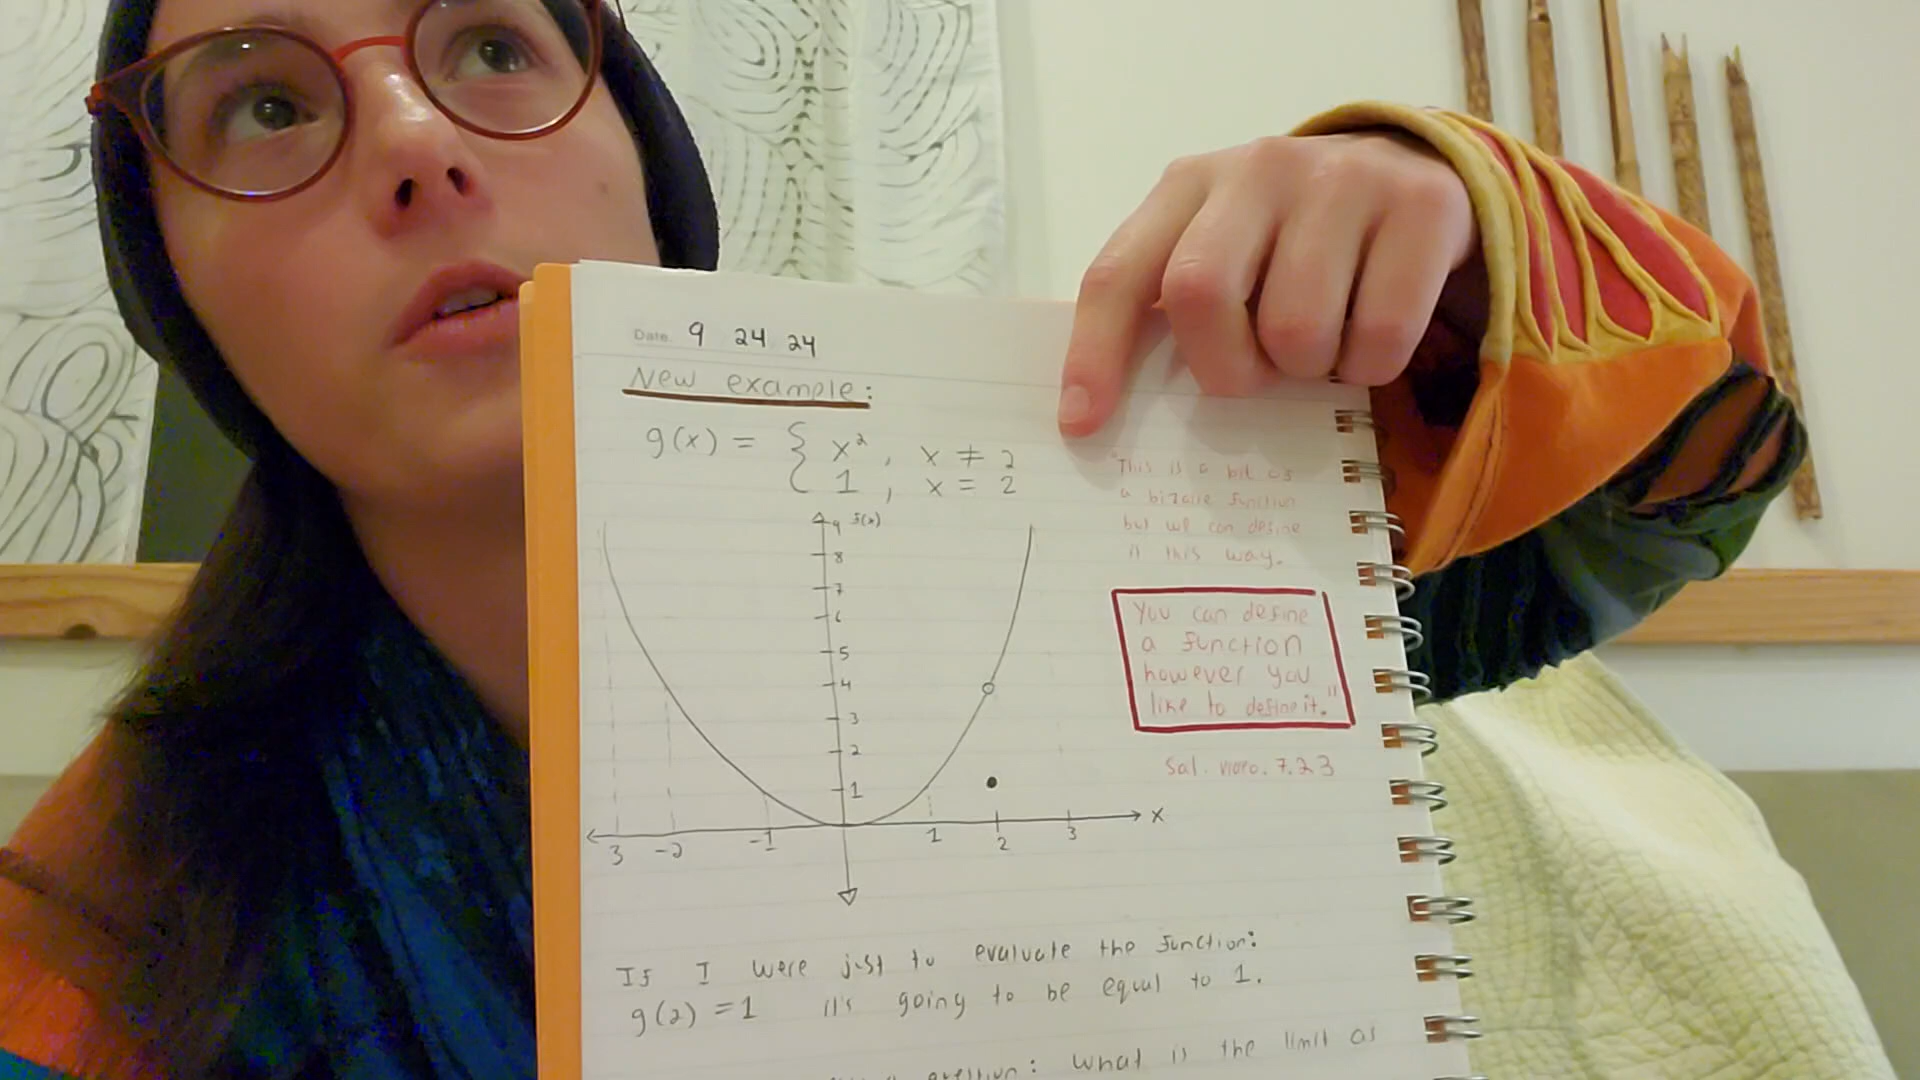 Date. 9 24 24
New example:
g(x) = { x², x ≠ 2
1, x = 2
"This is a bit of
a bizarre function
but we can define
it this way.
You can define
a function
however you
like to define it."
Sal. video. 7.23
9 f(x)
8
7
6
5
4
3
2
1
3 -2 -1 1 2 3 x
If I were just to evaluate the function:
g(2) = 1 it's going to be equal to 1.
question: What is the limit as